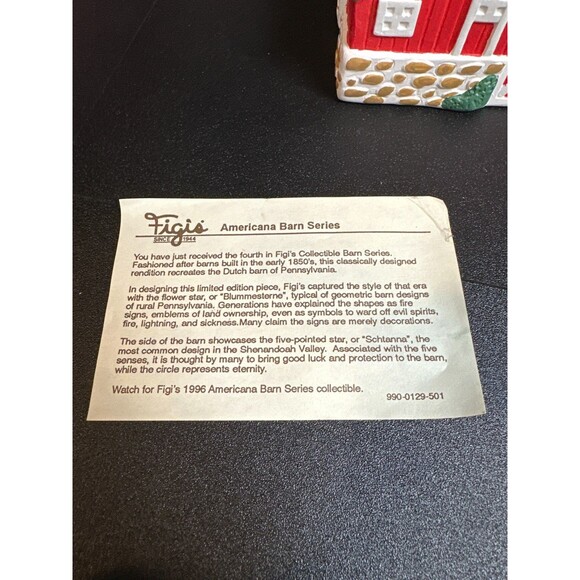 Figi's Americana Barn Series
SINCE 1944
You have just received the fourth in Figi's Collectible Barn Series.
Fashioned after barns built in the early 1850's, this classically designed
rendition recreates the Dutch barn of Pennsylvania.
In designing this limited edition piece, Figi's captured the style of that era
with the flower star, or "Blummesterne", typical of geometric barn designs
of rural Pennsylvania. Generations have explained the shapes as fire
signs, emblems of land ownership, even as symbols to ward off evil spirits,
fire, lightning, and sickness.Many claim the signs are merely decorations.
The side of the barn showcases the five-pointed star, or "Schtanna", the
most common design in the Shenandoah Valley. Associated with the five
senses, it is thought by many to bring good luck and protection to the barn,
while the circle represents eternity.
Watch for Figi's 1996 Americana Barn Series collectible.
990-0129-501